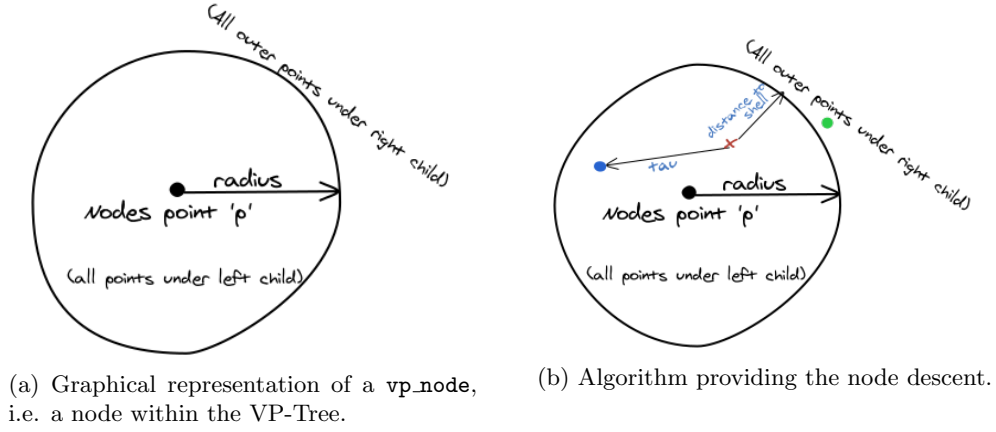 (All outer points under right child)
radius
Nodes point 'p'
(all points under left child)
(a) Graphical representation of a vp_node,
i.e. a node within the VP-Tree.
(All outer points under right child)
distance to
shell
tau
radius
Nodes point 'p'
(all points under left child)
(b) Algorithm providing the node descent.